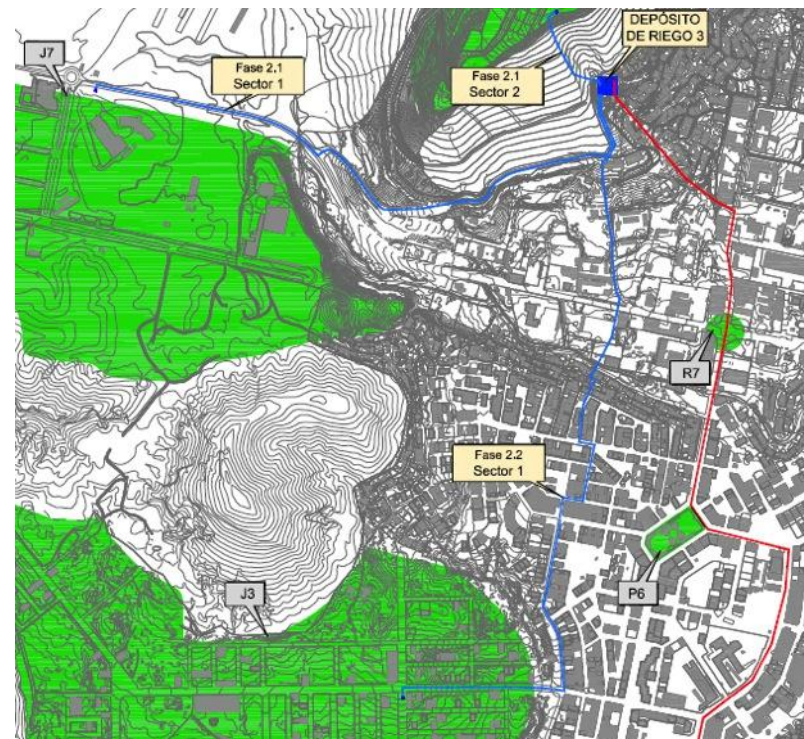 DEPÓSITO
DE RIEGO 3
J7
Fase 2.1
Sector 1
Fase 2.1
Sector 2
R7
Fase 2.2
Sector 1
P6
J3